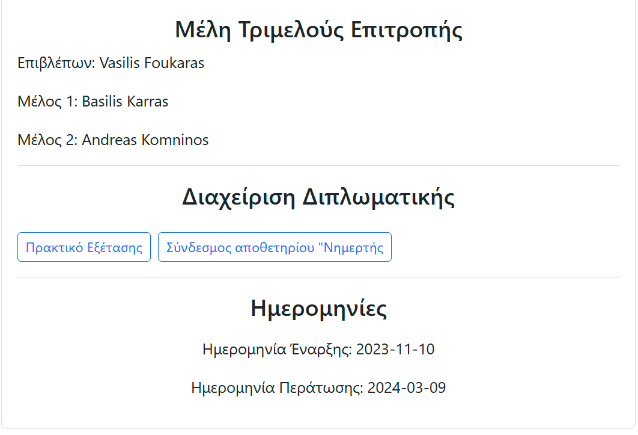 Μέλη Τριμελούς Επιτροπής
Επιβλέπων: Vasilis Foukaras
Μέλος 1: Basilis Karras
Μέλος 2: Andreas Komninos
Διαχείριση Διπλωματικής
Πρακτικό Εξέτασης Σύνδεσμος αποθετηρίου "Νημερτής
Ημερομηνίες
Ημερομηνία Έναρξης: 2023-11-10
Ημερομηνία Περάτωσης: 2024-03-09